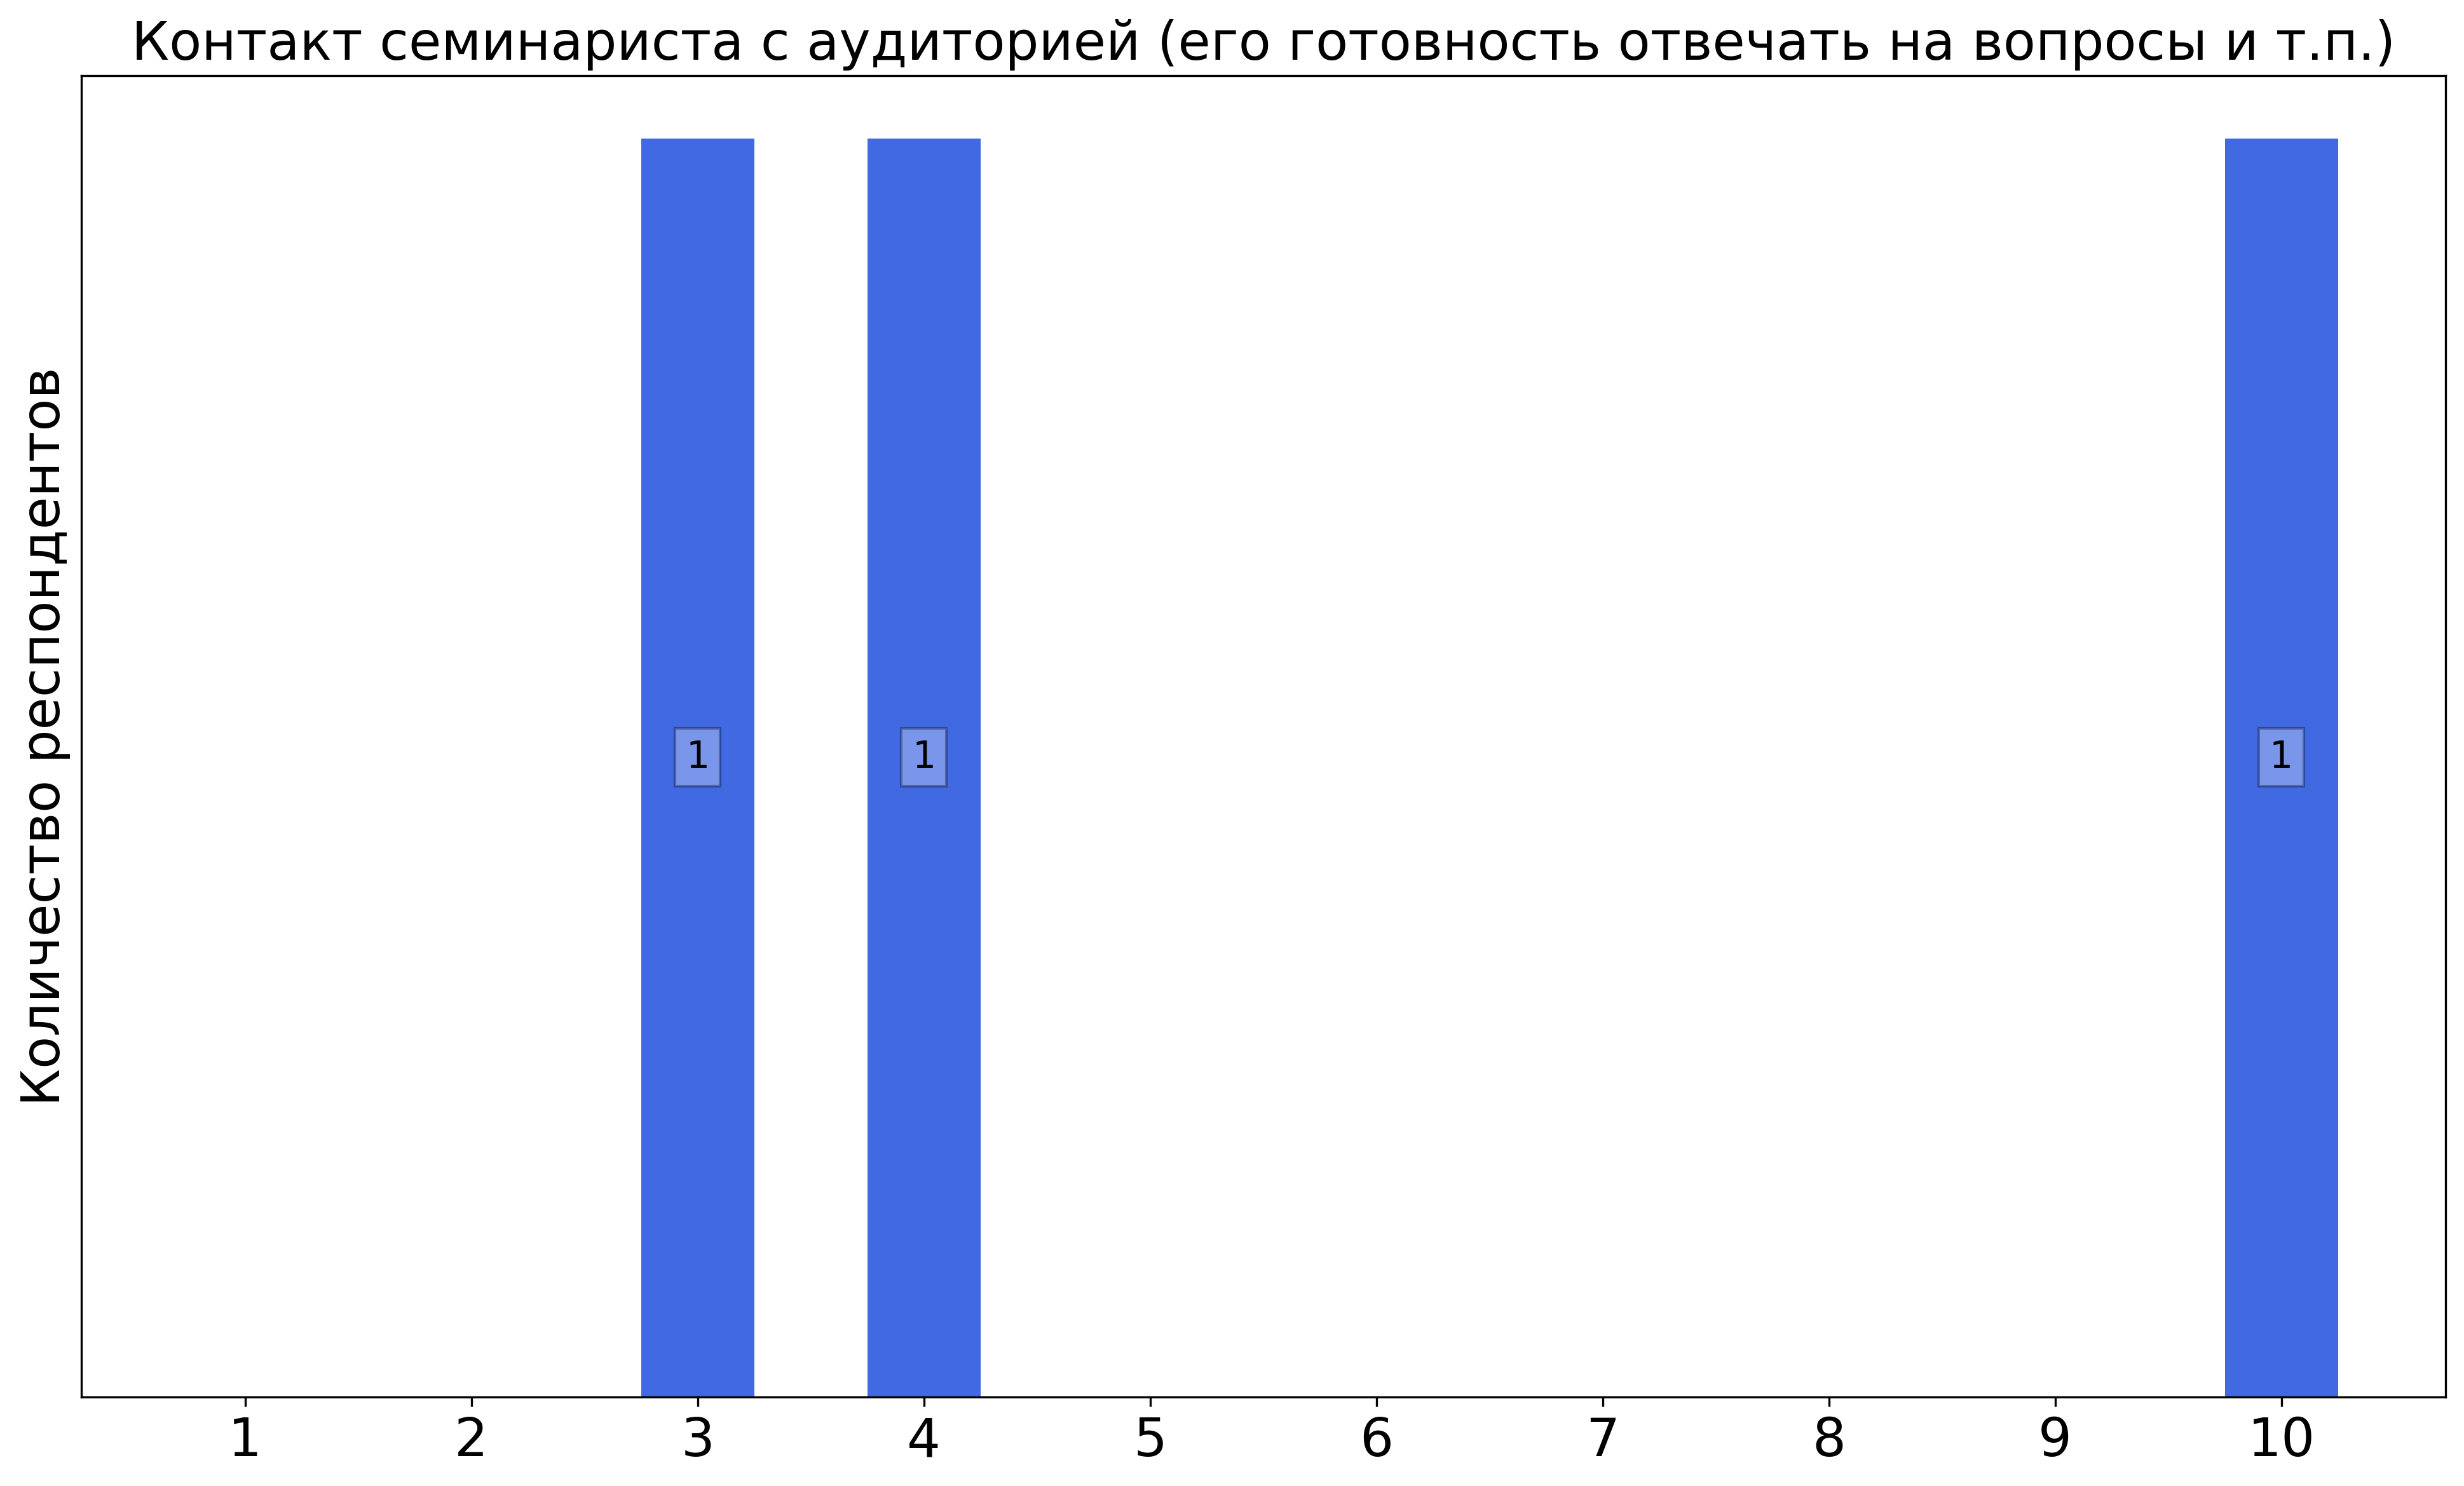 Контакт семинариста с аудиторией (его готовность отвечать на вопросы и т.п.)
Количество респондентов
1 1 1
1 2 3 4 5 6 7 8 9 10